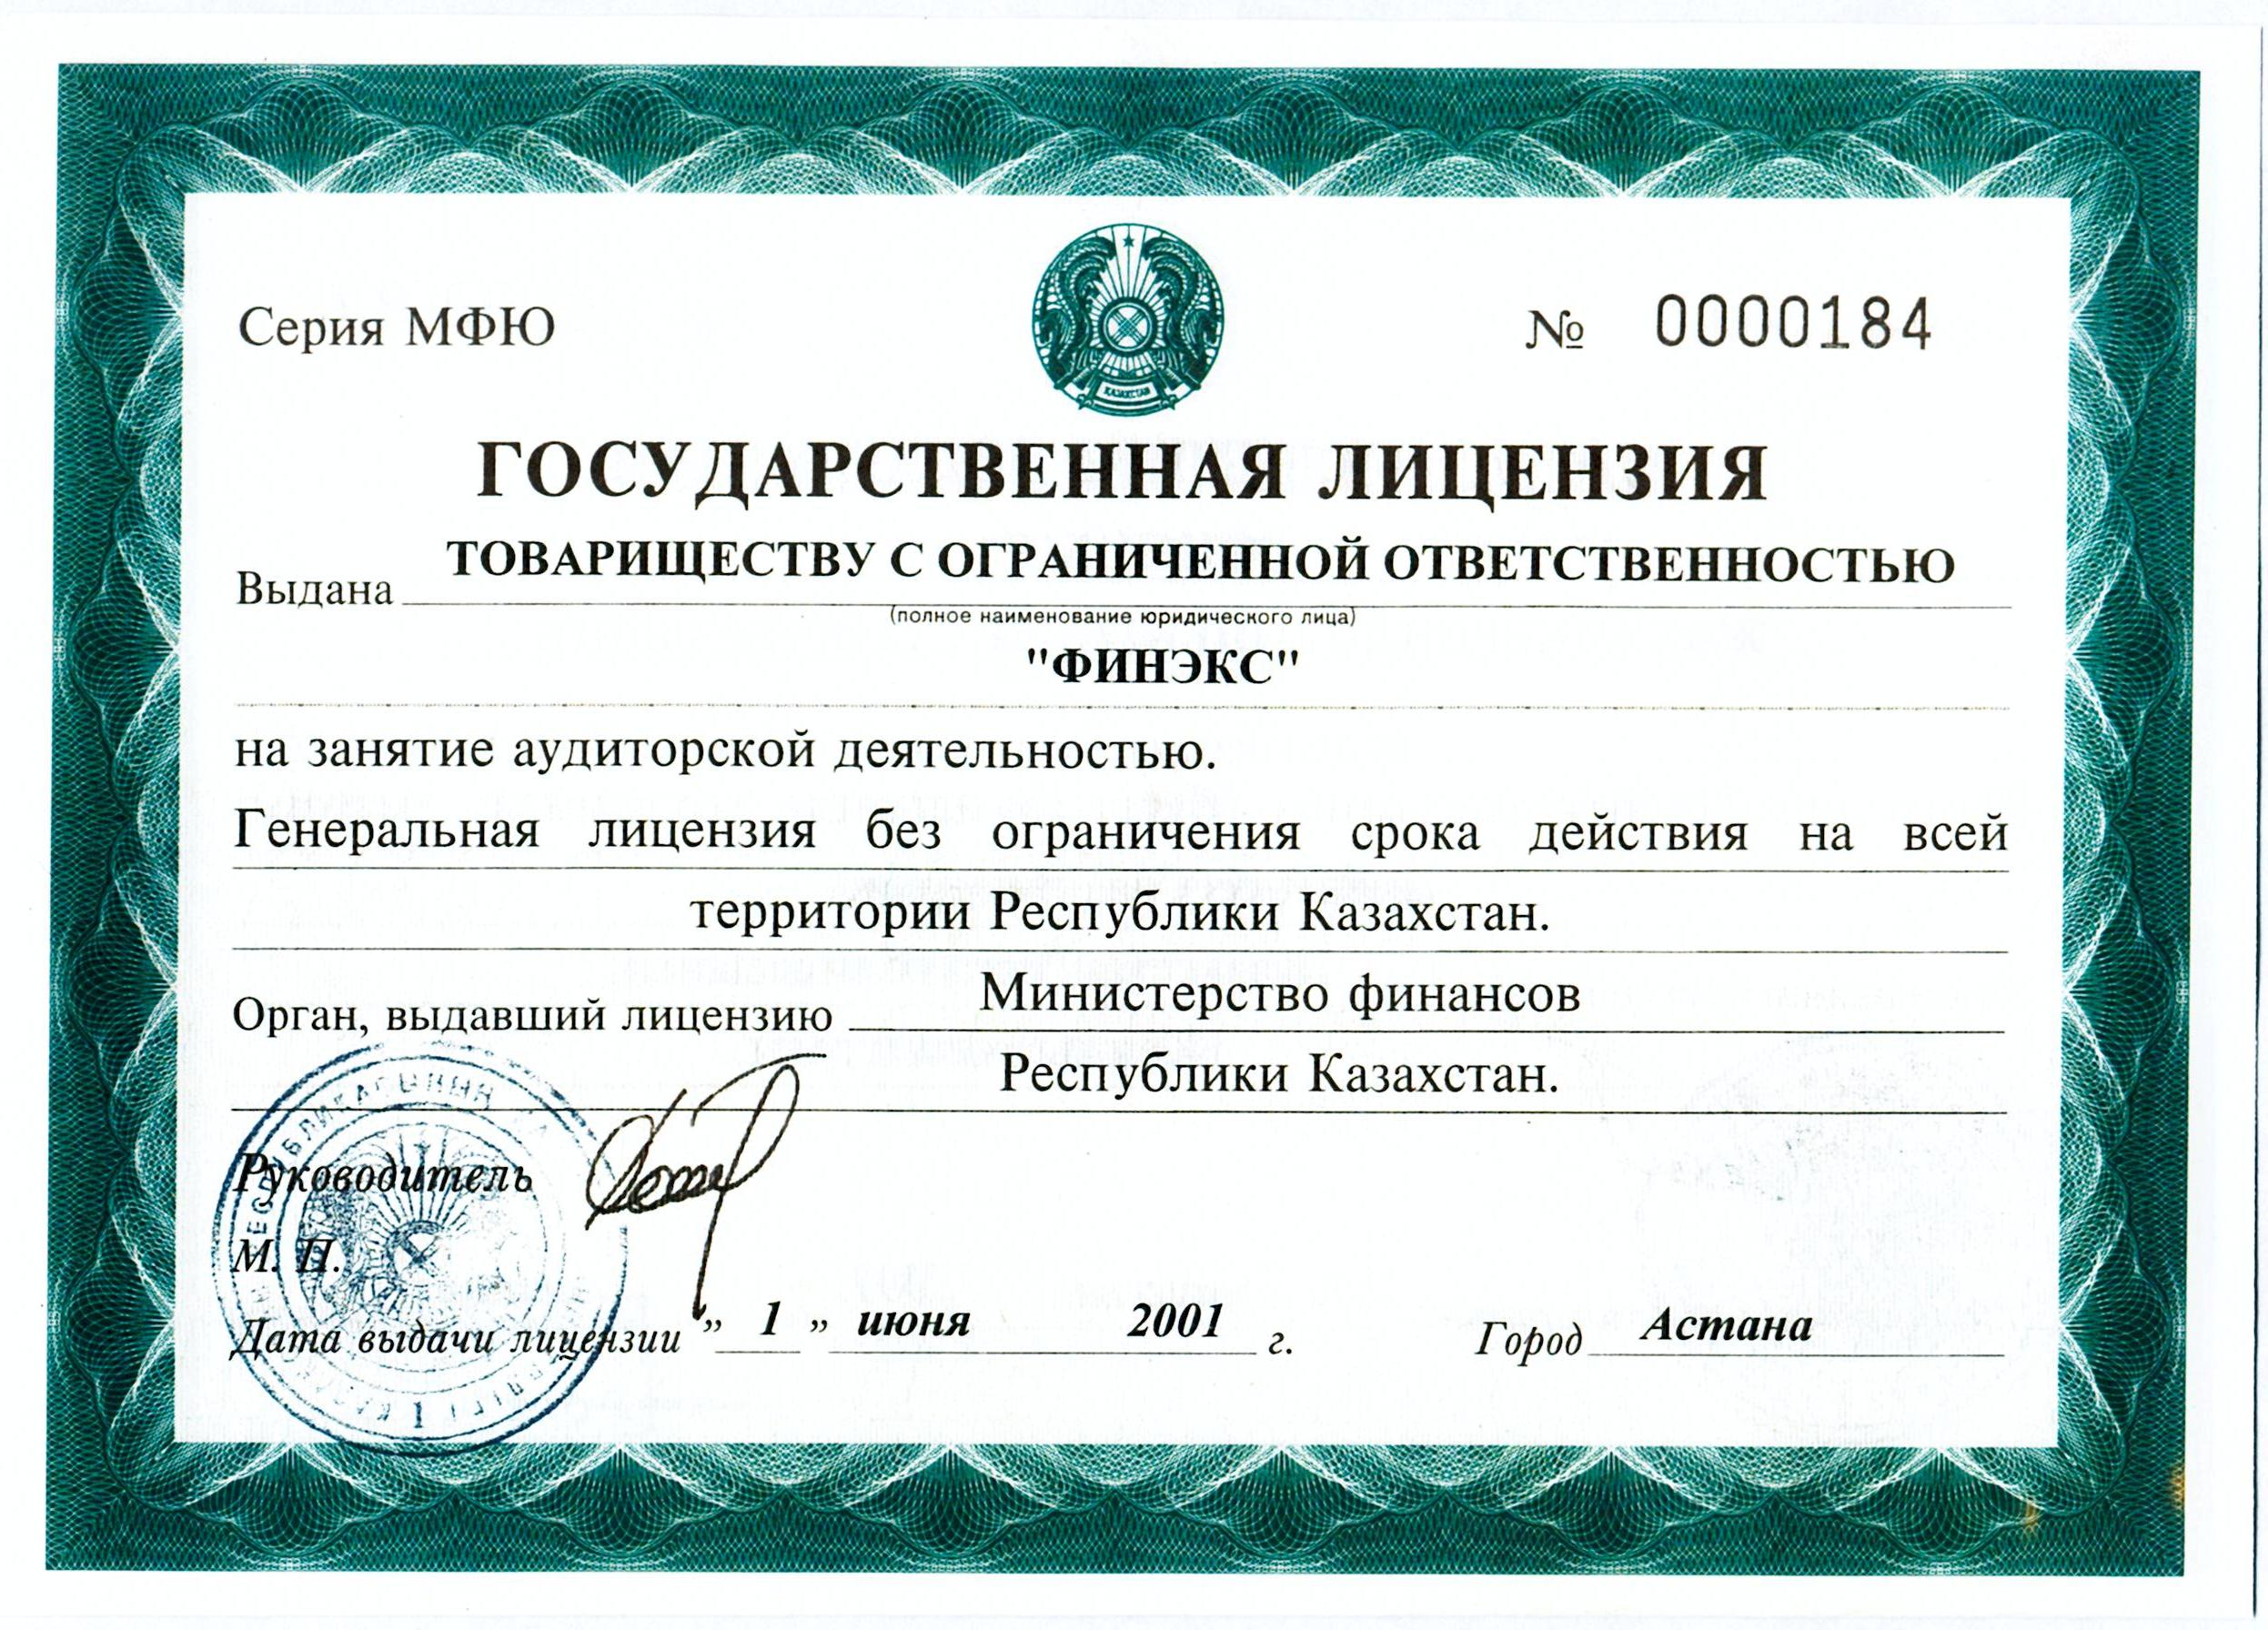 Серия МФЮ
ҚАЗАҚСТАН
№ 0000184
ГОСУДАРСТВЕННАЯ ЛИЦЕНЗИЯ
Выдана ТОВАРИЩЕСТВУ С ОГРАНИЧЕННОЙ ОТВЕТСТВЕННОСТЬЮ
(полное наименование юридического лица)
"ФИНЭКС"
на занятие аудиторской деятельностью.
Генеральная лицензия без ограничения срока действия на всей
территории Республики Казахстан.
Орган, выдавший лицензию Министерство финансов
Республики Казахстан.
Руководитель
М. П.
Дата выдачи лицензии „ 1 ” июня 2001 г. Город Астана
1